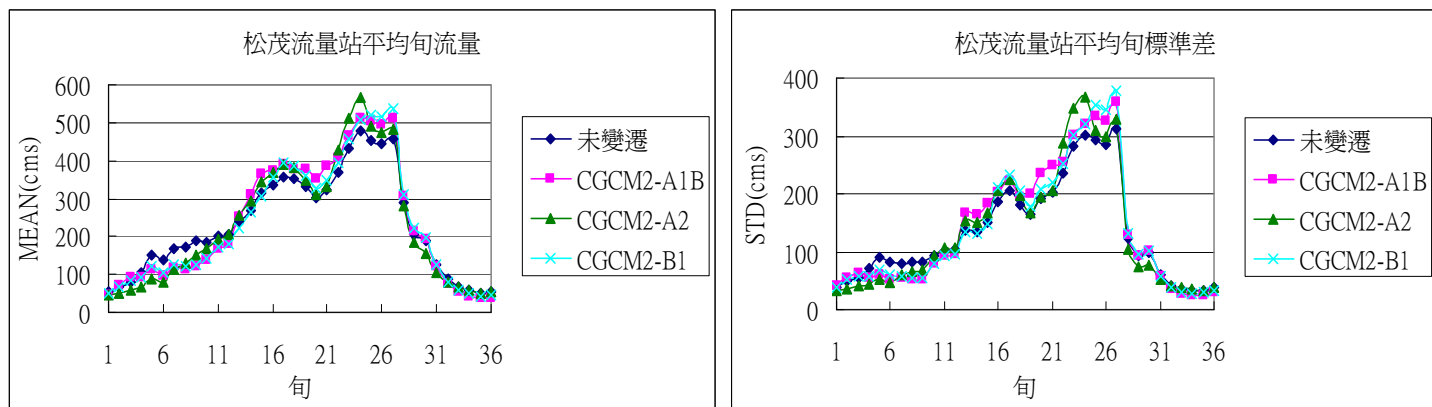 松茂流量站平均旬流量
MEAN(cms)
600
500
400
300
200
100
0
1 6 11 16 21 26 31 36
旬
未變遷
CGCM2-A1B
CGCM2-A2
CGCM2-B1
松茂流量站平均旬標準差
STD(cms)
400
300
200
100
0
1 6 11 16 21 26 31 36
旬
未變遷
CGCM2-A1B
CGCM2-A2
CGCM2-B1